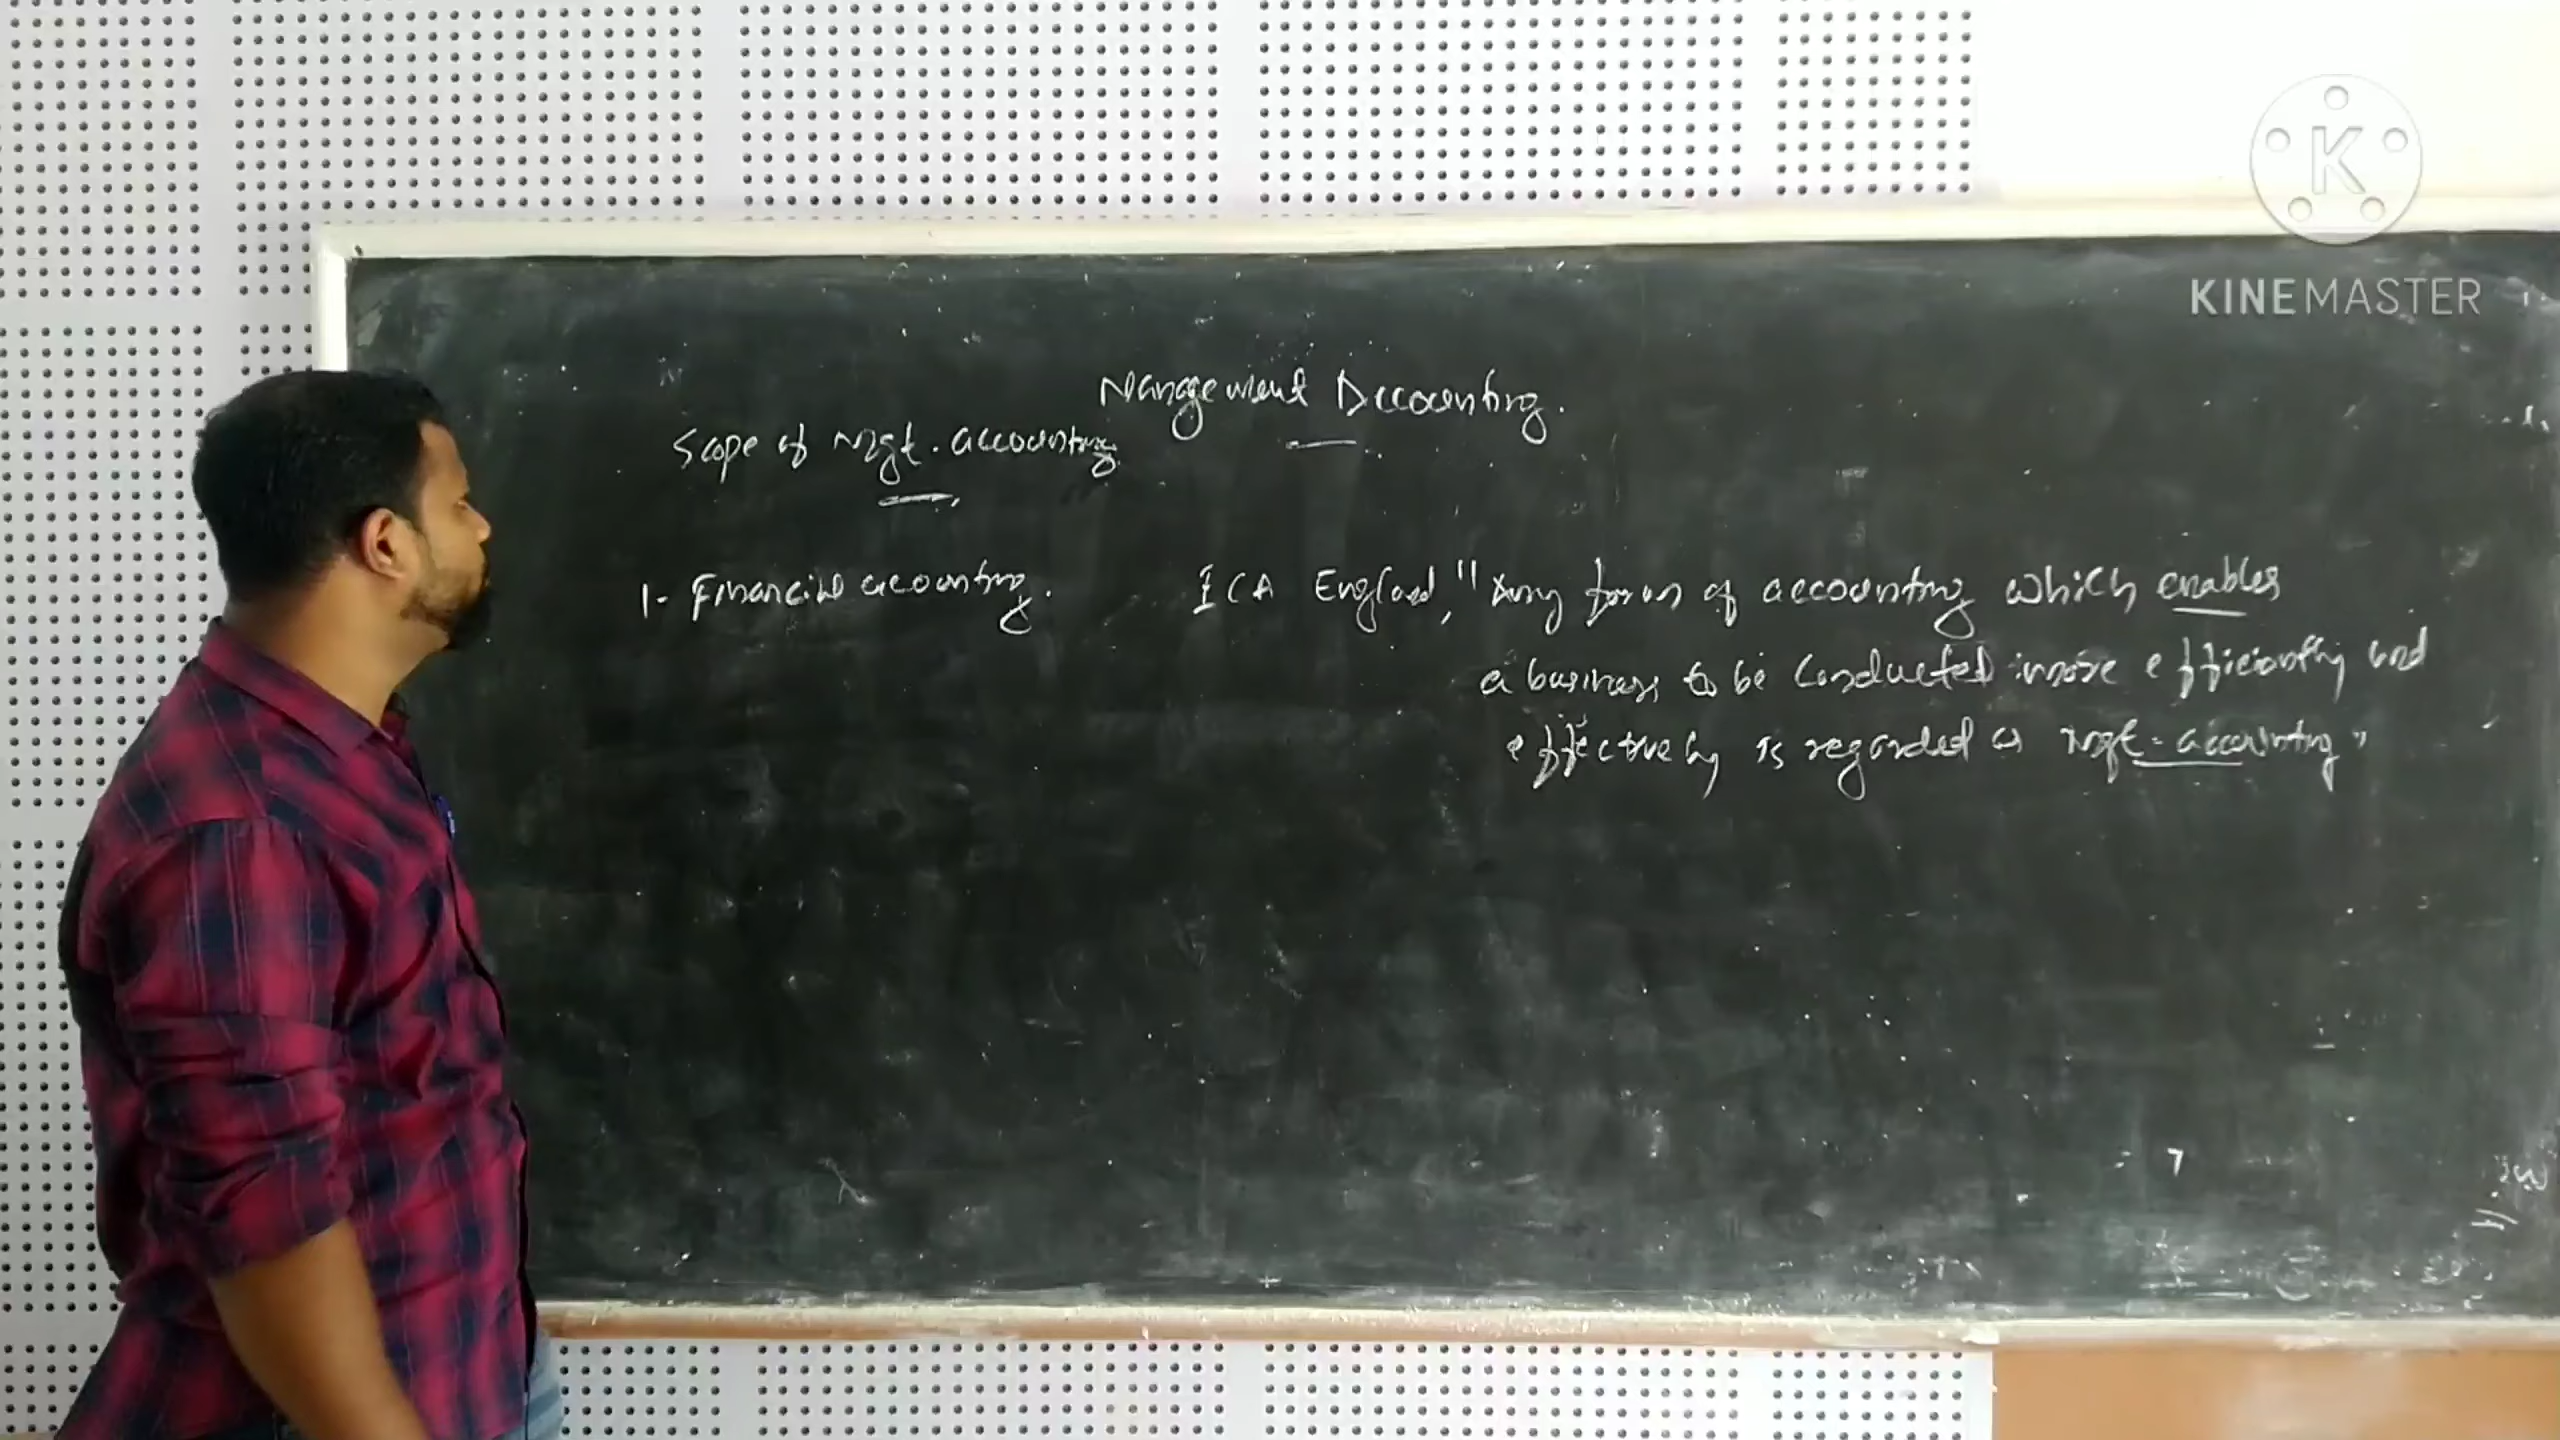 KINEMASTER
Management Accounting.
Scope of Mgt. accounting
1- Financial accounting.
ICA England, "Any form of accounting which enables
a business to be conducted more efficiently and
effectively is regarded as Mgt. accounting"